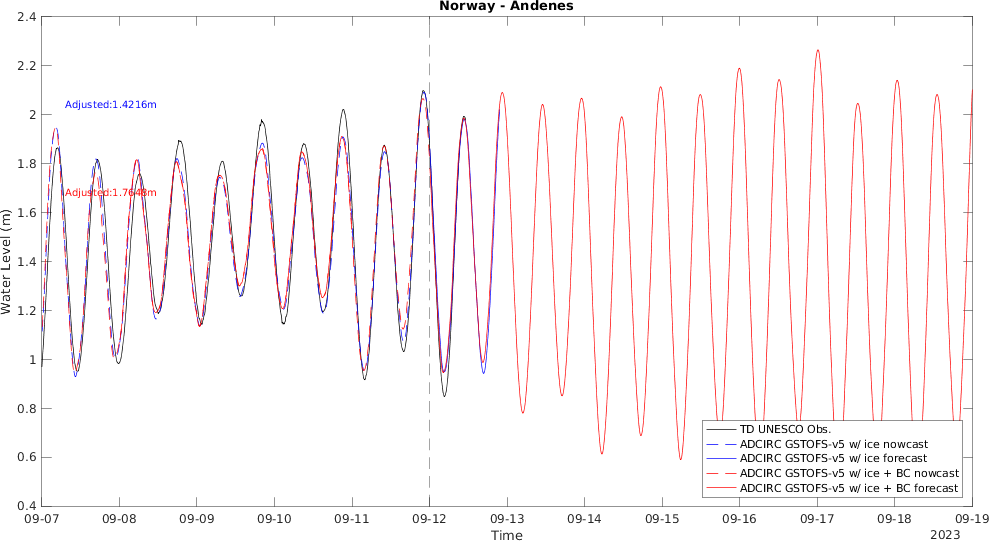 Norway - Andenes
2.4
2.2
2
1.8
1.6
1.4
1.2
1
0.8
0.6
0.4
Water Level (m)
Adjusted:1.4216m
Adjusted:1.7648m
TD UNESCO Obs.
ADCIRC GSTOFS-v5 w/ ice nowcast
ADCIRC GSTOFS-v5 w/ ice forecast
ADCIRC GSTOFS-v5 w/ ice + BC nowcast
ADCIRC GSTOFS-v5 w/ ice + BC forecast
09-07 09-08 09-09 09-10 09-11 09-12 09-13 09-14 09-15 09-16 09-17 09-18 09-19
Time
2023